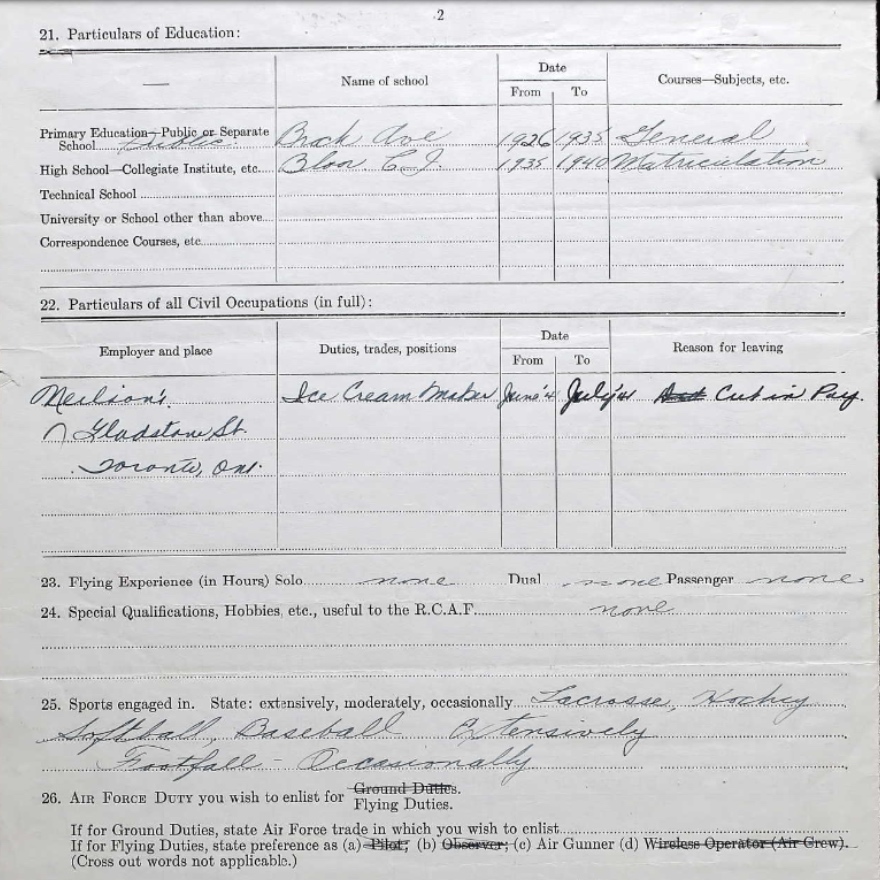 2
21. Particulars of Education:
Name of school
Date
From To
Courses—Subjects, etc.
Primary Education—Public or Separate
School Public. Brock Ave 1926 1935 General
High School—Collegiate Institute, etc. Bloor C.I. 1935 1940 Matriculation
Technical School
University or School other than above
Correspondence Courses, etc
22. Particulars of all Civil Occupations (in full):
Employer and place
Duties, trades, positions
Date
From To
Reason for leaving
Neilson's. Ice Cream Maker June '41 July '41 Cut in Pay.
Gladstone St.
Toronto, Ont.
23. Flying Experience (in Hours) Solo none Dual none Passenger none
24. Special Qualifications, Hobbies, etc., useful to the R.C.A.F. none
25. Sports engaged in. State: extensively, moderately, occasionally Lacrosse, Hockey
Softball, Baseball Extensively
Football - Occasionally
26. AIR FORCE DUTY you wish to enlist for Ground Duties.
Flying Duties.
If for Ground Duties, state Air Force trade in which you wish to enlist
If for Flying Duties, state preference as (a) Pilot; (b) Observer; (c) Air Gunner (d) Wireless Operator (Air Crew).
(Cross out words not applicable.)